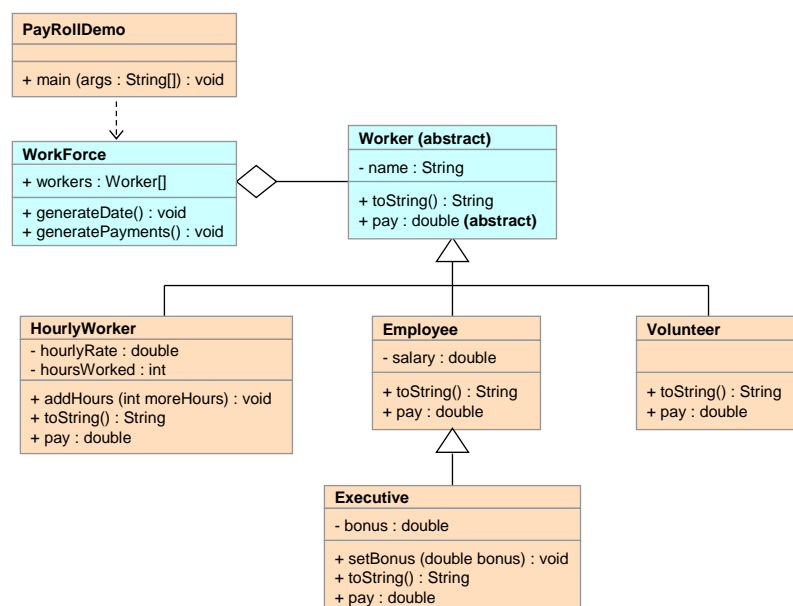 PayRollDemo
+ main (args : String[]) : void
WorkForce
+ workers : Worker[]
+ generateDate() : void
+ generatePayments() : void
Worker (abstract)
- name : String
+ toString() : String
+ pay : double (abstract)
HourlyWorker
- hourlyRate : double
- hoursWorked : int
+ addHours (int moreHours) : void
+ toString() : String
+ pay : double
Employee
- salary : double
+ toString() : String
+ pay : double
Volunteer
+ toString() : String
+ pay : double
Executive
- bonus : double
+ setBonus (double bonus) : void
+ toString() : String
+ pay : double